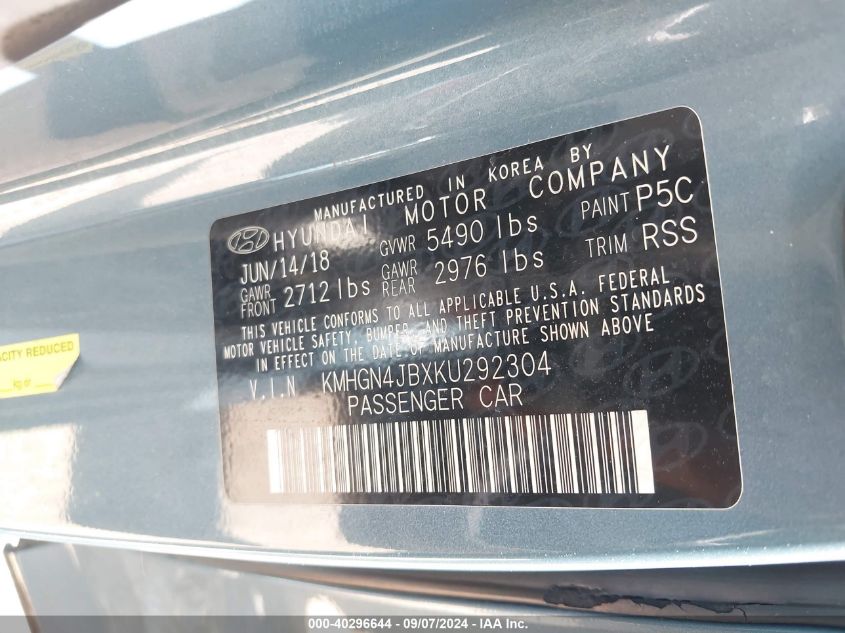 MANUFACTURED IN KOREA BY
HYUNDAI MOTOR COMPANY
JUN/14/18 GVWR 5490 lbs PAINT P5C
GAWR FRONT 2712 lbs GAWR REAR 2976 lbs TRIM RSS
THIS VEHICLE CONFORMS TO ALL APPLICABLE U.S.A. FEDERAL
MOTOR VEHICLE SAFETY, BUMPER, AND THEFT PREVENTION STANDARDS
IN EFFECT ON THE DATE OF MANUFACTURE SHOWN ABOVE
V.I.N KMHGN4JBXKU292304
PASSENGER CAR
ACITY REDUCED
kg or
000-40296644 - 09/07/2024 - IAA Inc.